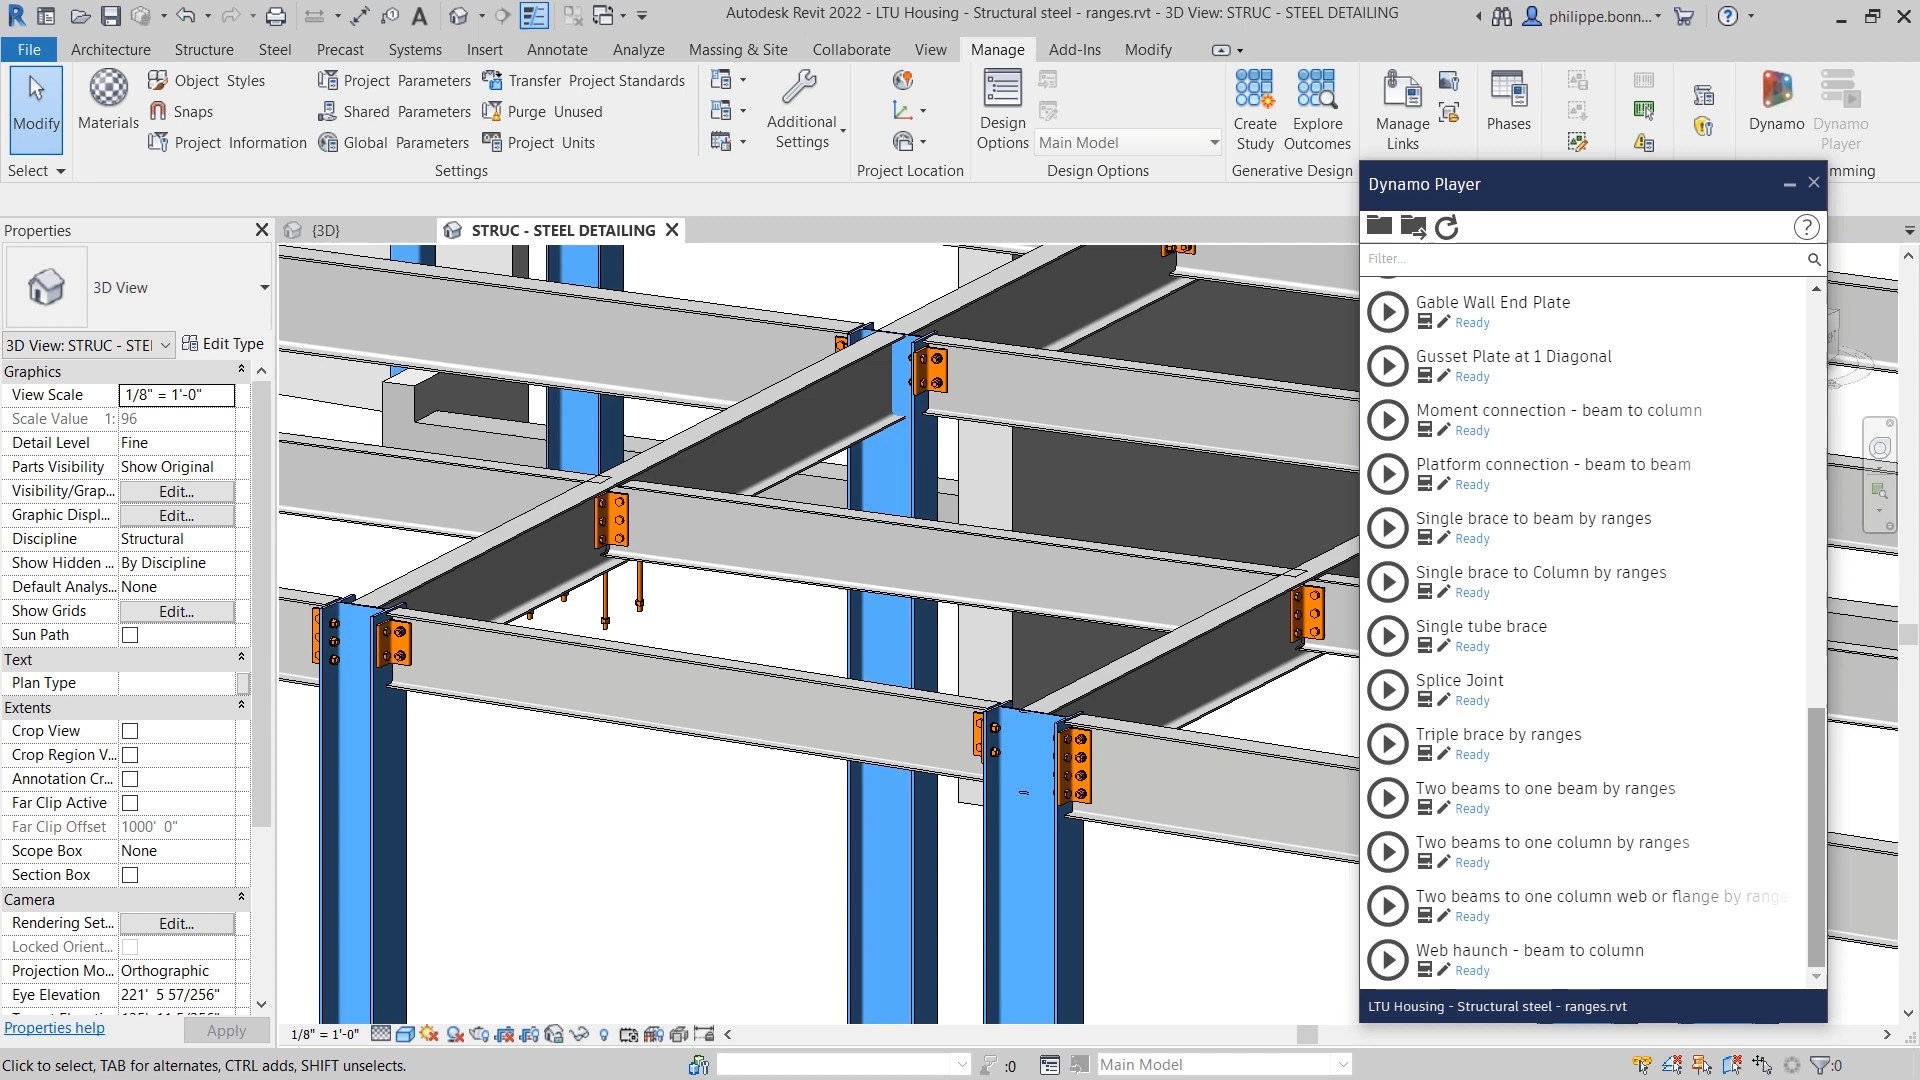 Autodesk Revit 2022 - LTU Housing - Structural steel - ranges.rvt - 3D View: STRUC - STEEL DETAILING
philippe.bonn...
File Architecture Structure Steel Precast Systems Insert Annotate Analyze Massing & Site Collaborate View Manage Add-Ins Modify
Modify
Materials
Object Styles
Snaps
Project Information
Project Parameters
Shared Parameters
Global Parameters
Transfer Project Standards
Purge Unused
Project Units
Additional
Settings
Design
Options
Main Model
Create
Study
Explore
Outcomes
Manage
Links
Phases
Dynamo
Dynamo
Player
Select
Settings
Project Location
Design Options
Generative Design
mming
Properties
{3D}
STRUC - STEEL DETAILING
3D View
3D View: STRUC - STEI
Edit Type
Graphics
View Scale 1/8" = 1'-0"
Scale Value 1: 96
Detail Level Fine
Parts Visibility Show Original
Visibility/Grap... Edit...
Graphic Displ... Edit...
Discipline Structural
Show Hidden ... By Discipline
Default Analys... None
Show Grids Edit...
Sun Path
Text
Plan Type
Extents
Crop View
Crop Region V...
Annotation Cr...
Far Clip Active
Far Clip Offset 1000' 0"
Scope Box None
Section Box
Camera
Rendering Set... Edit...
Locked Orient...
Projection Mo... Orthographic
Eye Elevation 221' 5 57/256"
Properties help
Apply
1/8" = 1'-0"
Dynamo Player
Filter...
Gable Wall End Plate
Ready
Gusset Plate at 1 Diagonal
Ready
Moment connection - beam to column
Ready
Platform connection - beam to beam
Ready
Single brace to beam by ranges
Ready
Single brace to Column by ranges
Ready
Single tube brace
Ready
Splice Joint
Ready
Triple brace by ranges
Ready
Two beams to one beam by ranges
Ready
Two beams to one column by ranges
Ready
Two beams to one column web or flange by range
Ready
Web haunch - beam to column
Ready
LTU Housing - Structural steel - ranges.rvt
Click to select, TAB for alternates, CTRL adds, SHIFT unselects.
:0
Main Model
:0